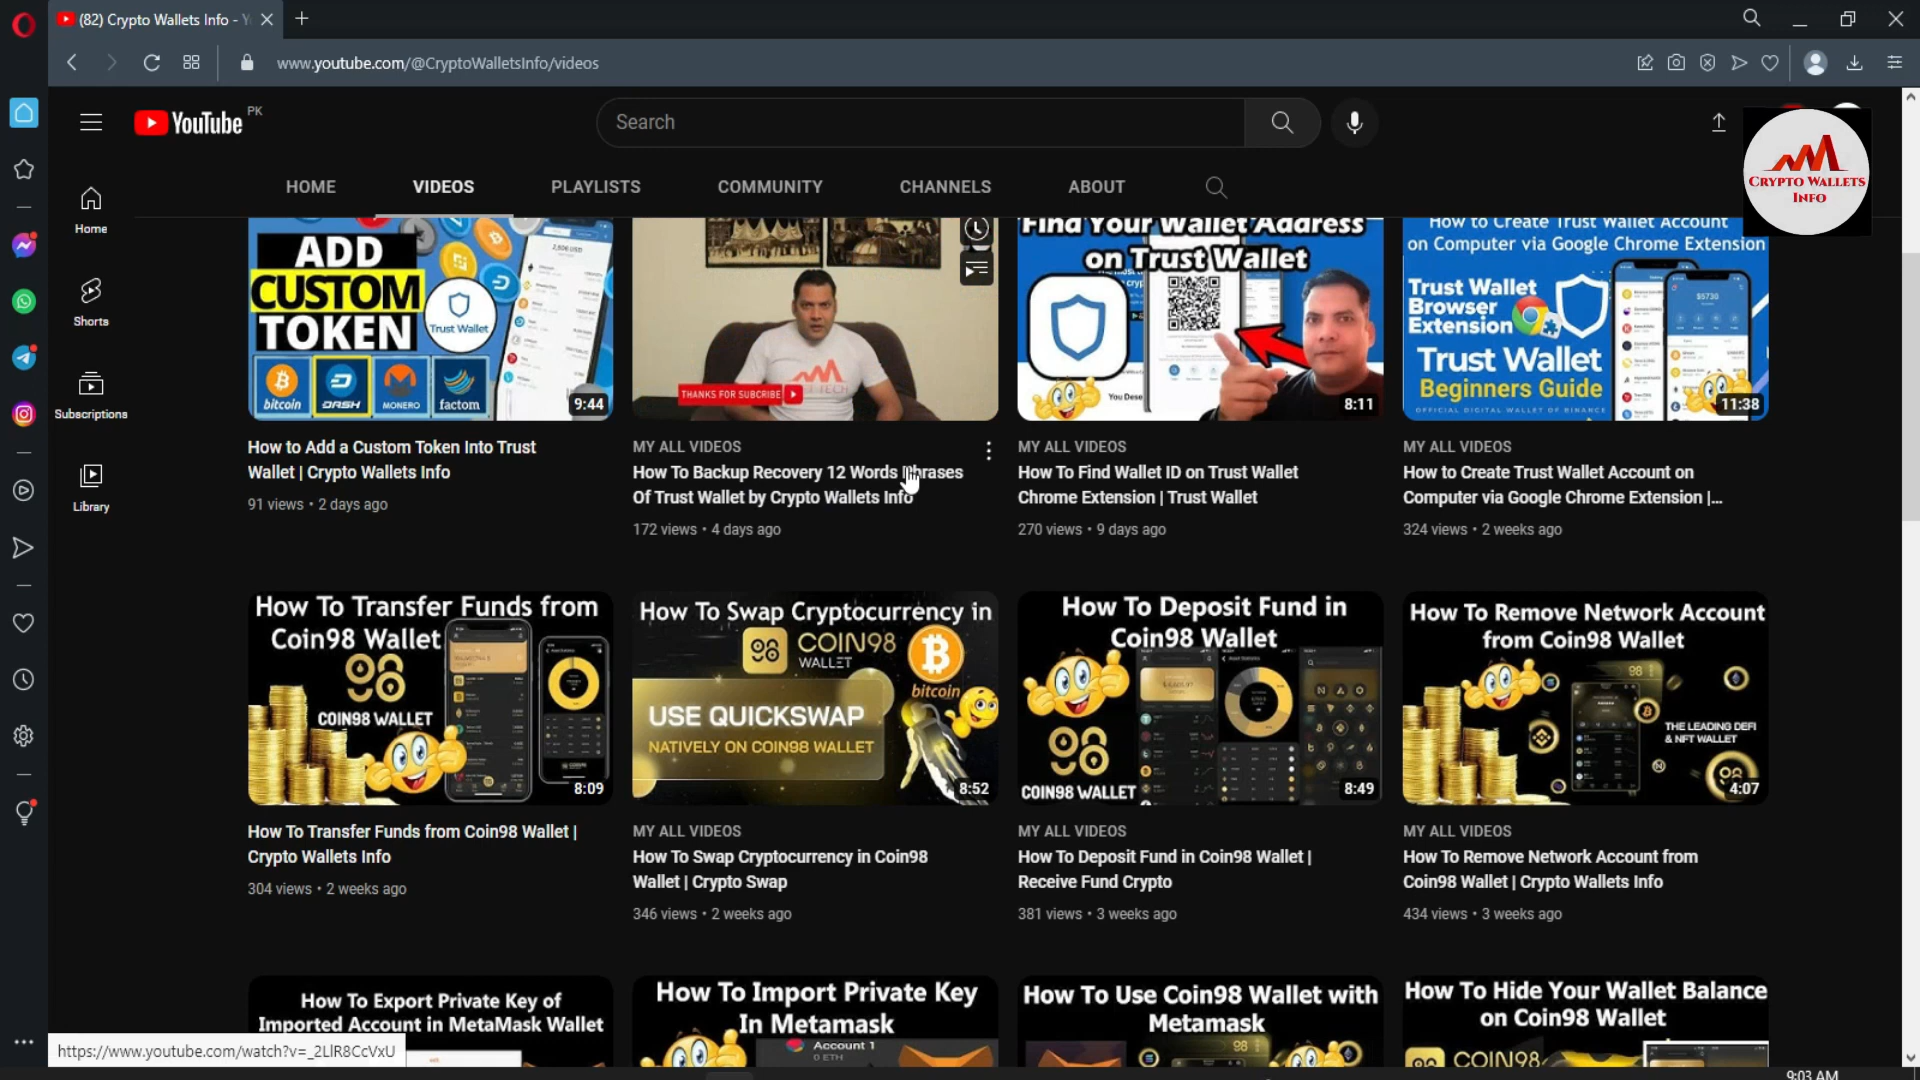 (82) Crypto Wallets Info - Y
www.youtube.com/@CryptoWalletsInfo/videos
YouTube PK
Search
CRYPTO WALLETS
INFO
HOME
VIDEOS
PLAYLISTS
COMMUNITY
CHANNELS
ABOUT
Home
Shorts
Subscriptions
Library
ADD
CUSTOM
TOKEN
Trust Wallet
bitcoin
DASH
MONERO
factom
9:44
THANKS FOR SUBCRIBE
Find Your Wallet Address
on Trust Wallet
8:11
How to Create Trust Wallet Account
on Computer via Google Chrome Extension
Trust Wallet
Browser
Extension
$5730
Trust Wallet
Beginners Guide
OFFICIAL DIGITAL WALLET OF BINANCE
11:38
How to Add a Custom Token Into Trust
Wallet | Crypto Wallets Info
91 views • 2 days ago
MY ALL VIDEOS
How To Backup Recovery 12 Words Phrases
Of Trust Wallet by Crypto Wallets Info
172 views • 4 days ago
MY ALL VIDEOS
How To Find Wallet ID on Trust Wallet
Chrome Extension | Trust Wallet
270 views • 9 days ago
MY ALL VIDEOS
How to Create Trust Wallet Account on
Computer via Google Chrome Extension |...
324 views • 2 weeks ago
How To Transfer Funds from
Coin98 Wallet
COIN98 WALLET
8:09
How To Swap Cryptocurrency in
COIN98
WALLET
bitcoin
USE QUICKSWAP
NATIVELY ON COIN98 WALLET
8:52
How To Deposit Fund in
Coin98 Wallet
COIN98 WALLET
8:49
How To Remove Network Account
from Coin98 Wallet
THE LEADING DEFI
& NFT WALLET
4:07
How To Transfer Funds from Coin98 Wallet |
Crypto Wallets Info
304 views • 2 weeks ago
MY ALL VIDEOS
How To Swap Cryptocurrency in Coin98
Wallet | Crypto Swap
346 views • 2 weeks ago
MY ALL VIDEOS
How To Deposit Fund in Coin98 Wallet |
Receive Fund Crypto
381 views • 3 weeks ago
MY ALL VIDEOS
How To Remove Network Account from
Coin98 Wallet | Crypto Wallets Info
434 views • 3 weeks ago
How To Export Private Key of
Imported Account in MetaMask Wallet
How To Import Private Key
In Metamask
Account 1
0 ETH
How To Use Coin98 Wallet with
Metamask
98
How To Hide Your Wallet Balance
on Coin98 Wallet
COIN98
https://www.youtube.com/watch?v=_2LlR8CcVxU
9:03 AM